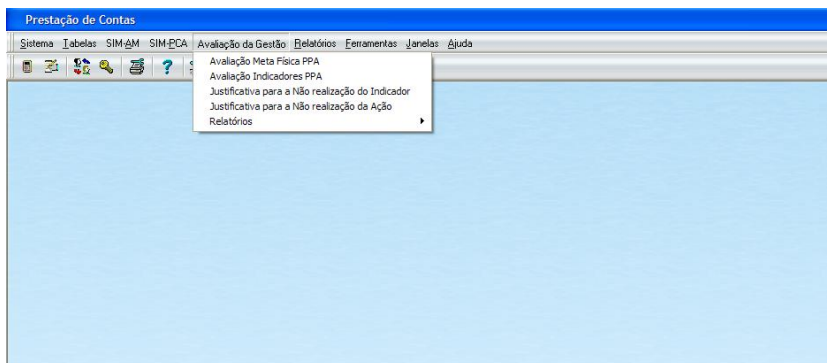 Prestação de Contas
Sistema Tabelas SIM-AM SIM-PCA Avaliação da Gestão Relatórios Ferramentas Janelas Ajuda
Avaliação Meta Física PPA
Avaliação Indicadores PPA
Justificativa para a Não realização do Indicador
Justificativa para a Não realização da Ação
Relatórios